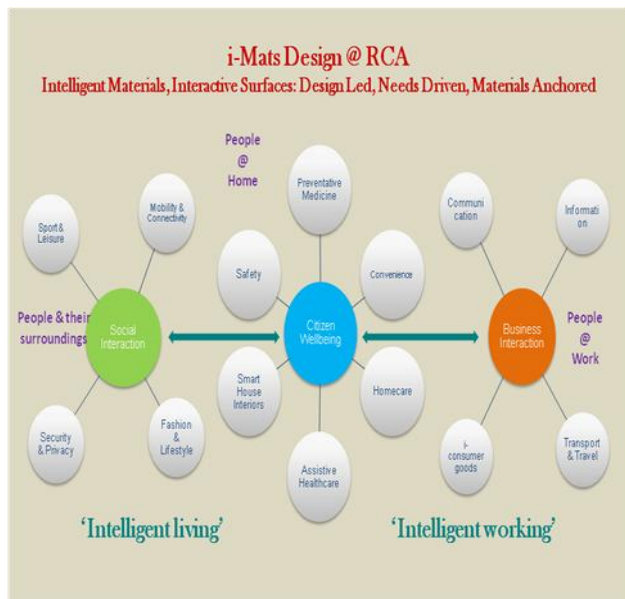 i-Mats Design @ RCA
Intelligent Materials, Interactive Surfaces: Design Led, Needs Driven, Materials Anchored
People
@
Home
Preventative
Medicine
Mobility &
Connectivity
Sport &
Leisure
Communi
cation
Informati
on
Safety
Convenience
People & their
surroundings
Social
Interaction
Citizen
Wellbeing
Business
Interaction
People
@
Work
Smart
House
Interiors
Homecare
Security
& Privacy
Fashion
&
Lifestyle
Assistive
Healthcare
i-
consumer
goods
Transport
& Travel
‘Intelligent living’
‘Intelligent working’